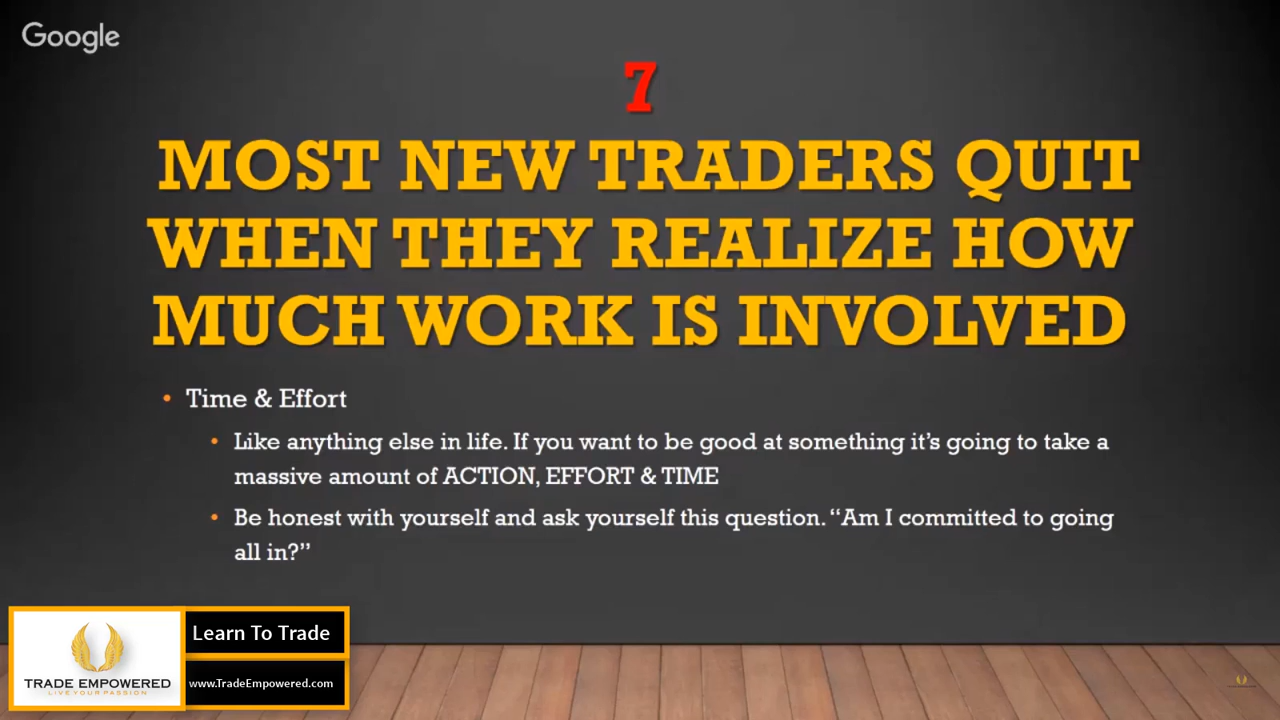 Google
7
MOST NEW TRADERS QUIT
WHEN THEY REALIZE HOW
MUCH WORK IS INVOLVED
• Time & Effort
• Like anything else in life. If you want to be good at something it’s going to take a
massive amount of ACTION, EFFORT & TIME
• Be honest with yourself and ask yourself this question. “Am I committed to going
all in?”
Learn To Trade
TRADE EMPOWERED
LIVE YOUR PASSION
www.TradeEmpowered.com